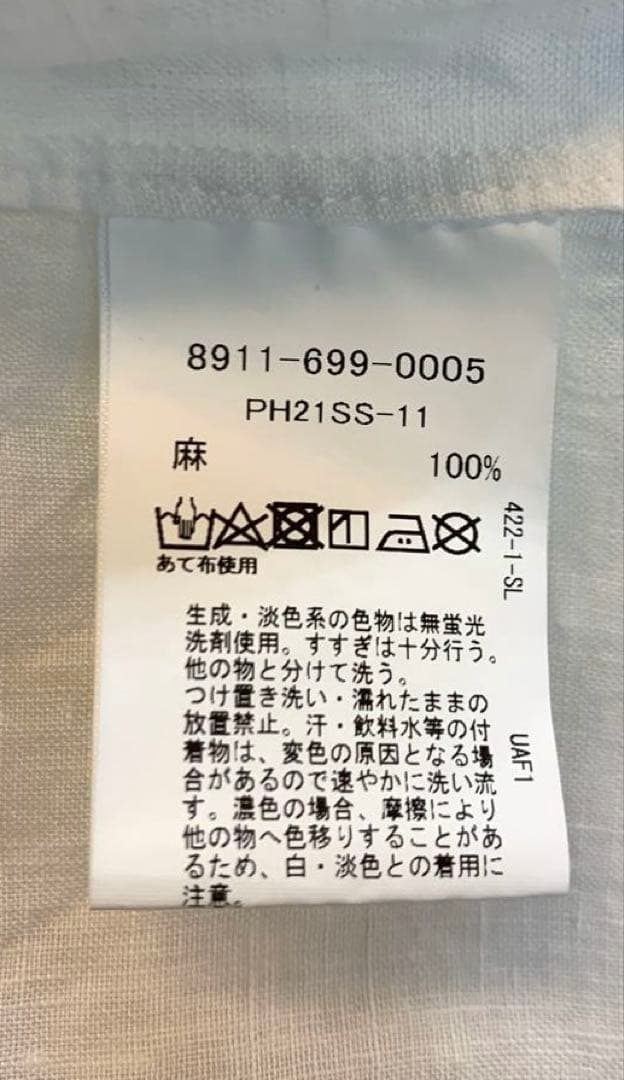 8911-699-0005
PH21SS-11
麻 100%
あて布使用
422-1-SL
生成・淡色系の色物は無蛍光
洗剤使用。すすぎは十分行う。
他の物と分けて洗う。
つけ置き洗い・濡れたままの
放置禁止。汗・飲料水等の付
着物は、変色の原因となる場
合があるので速やかに洗い流
す。濃色の場合、摩擦により
他の物へ色移りすることがあ
るため、白・淡色との着用に
注意。
UAF1